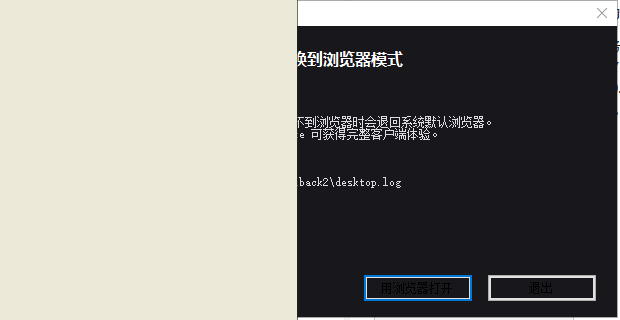 换到浏览器模式
不到浏览器时会退回系统默认浏览器。
te 可获得完整客户端体验。
back2\desktop.log
用浏览器打开
退出